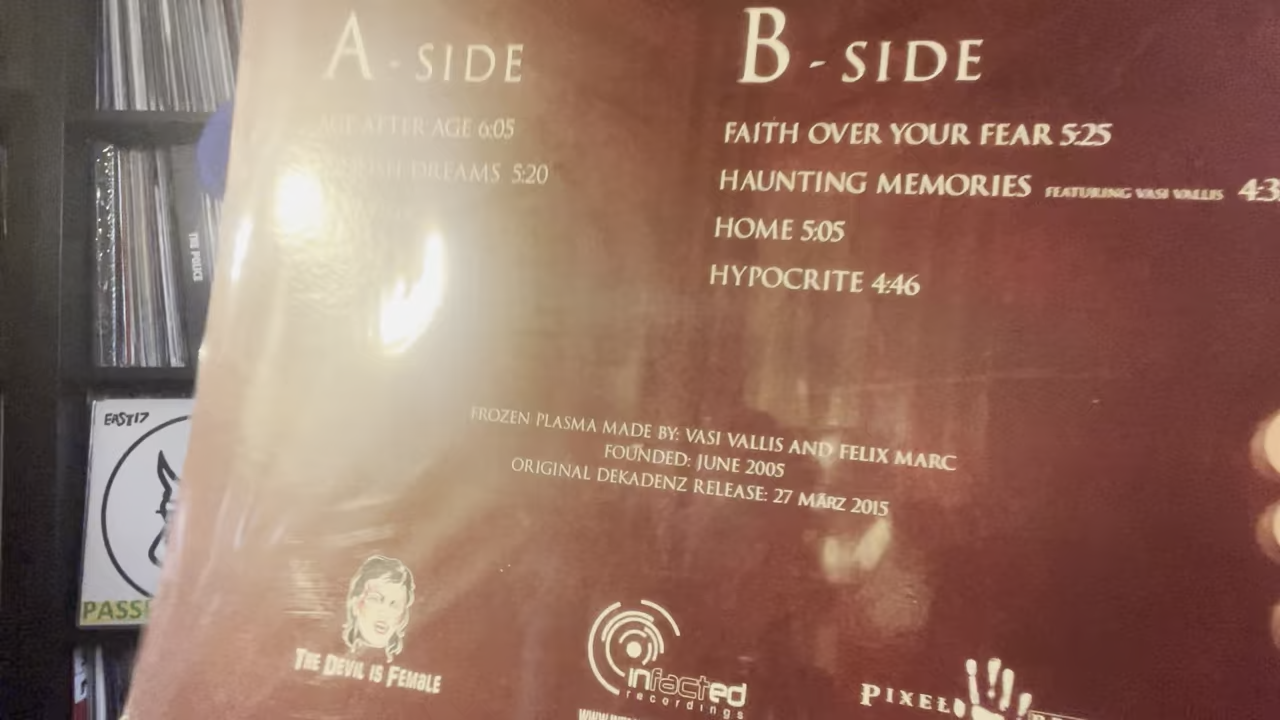 A - SIDE
AGE AFTER AGE 6:05
DREAMS 5:20
B - SIDE
FAITH OVER YOUR FEAR 5:25
HAUNTING MEMORIES FEATURING VASI VALLIS
HOME 5:05
HYPOCRITE 4:46
FROZEN PLASMA MADE BY: VASI VALLIS AND FELIX MARC
FOUNDED: JUNE 2005
ORIGINAL DEKADENZ RELEASE: 27 MÄRZ 2015
THE DEVIL IS FEMALE
infacted
recordings
PIXEL
THE POLICE
EAST17